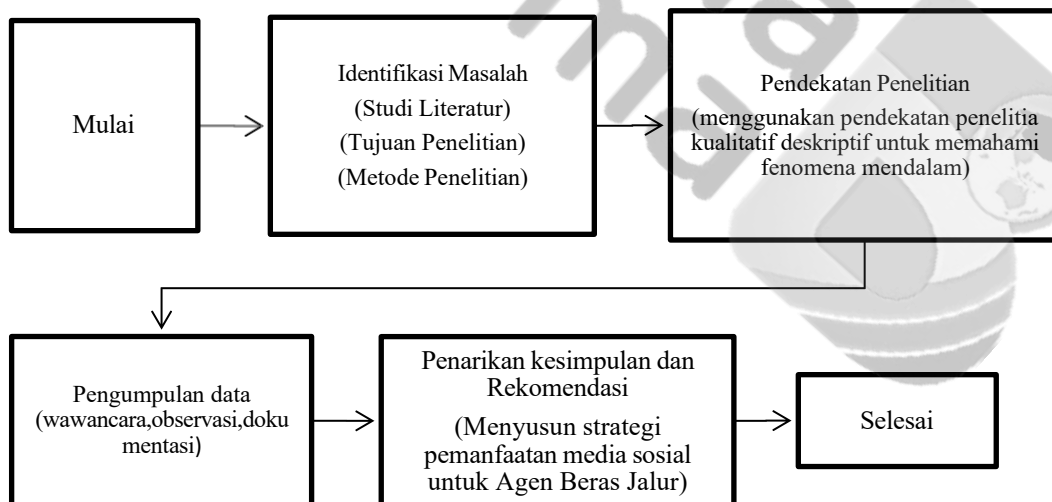 Mulai
Identifikasi Masalah
(Studi Literatur)
(Tujuan Penelitian)
(Metode Penelitian)
Pendekatan Penelitian
(menggunakan pendekatan penelitia
kualitatif deskriptif untuk memahami
fenomena mendalam)
Pengumpulan data
(wawancara,observasi,doku
mentasi)
Penarikan kesimpulan dan
Rekomendasi
(Menyusun strategi
pemanfaatan media sosial
untuk Agen Beras Jalur)
Selesai